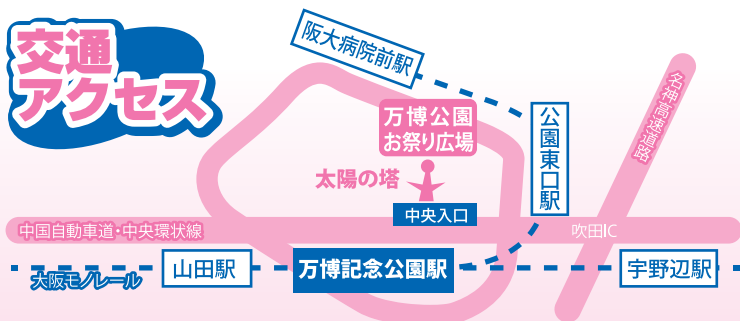 交通
アクセス
阪大病院前駅
万博公園
お祭り広場
公園東口駅
名神高速道路
太陽の塔
中央入口
中国自動車道・中央環状線
吹田IC
山田駅
万博記念公園駅
宇野辺駅
大阪モノレール